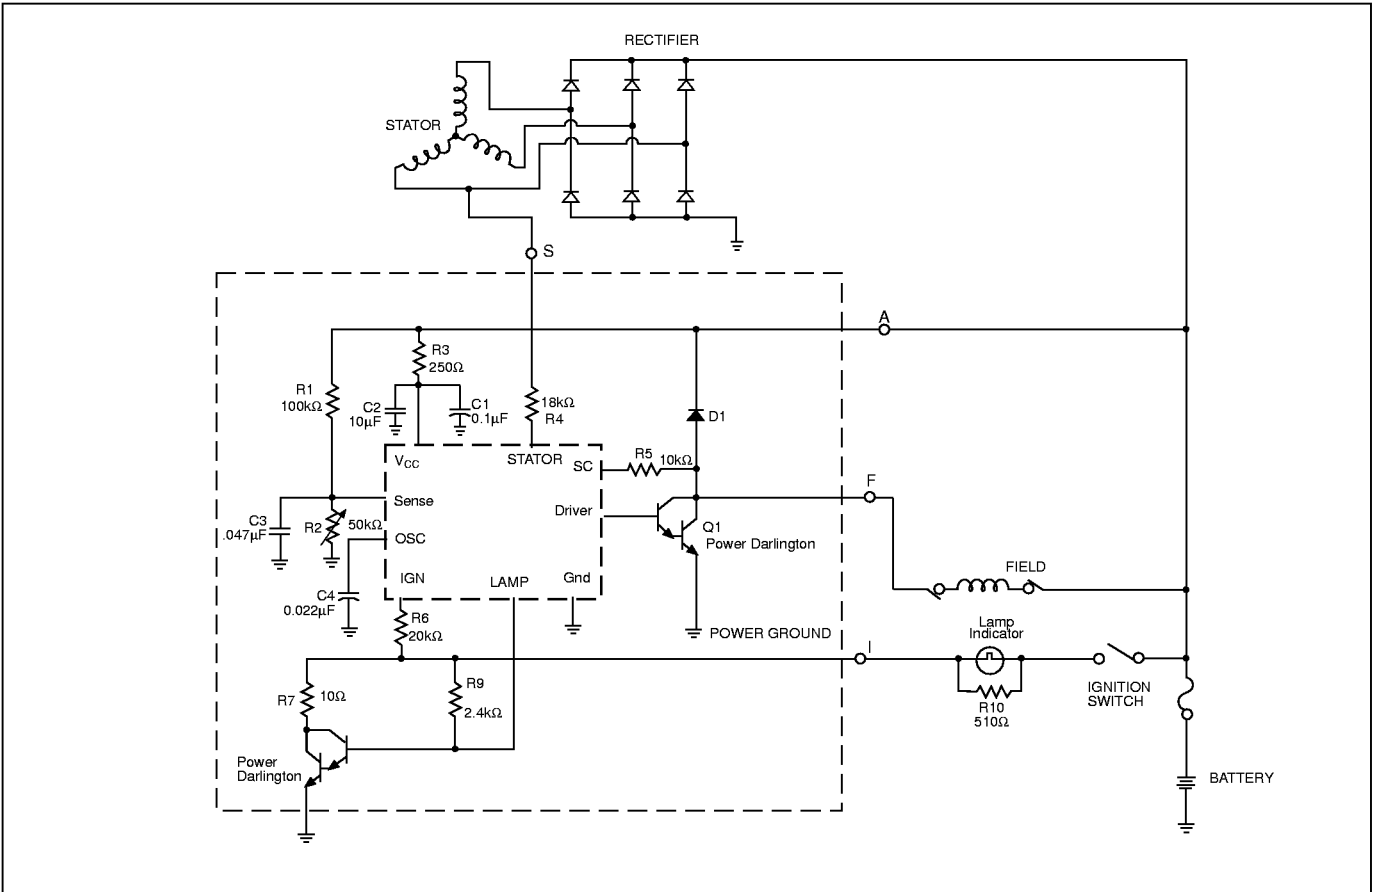 RECTIFIER
STATOR
S
A
R3
250Ω
R1
100kΩ
C2
10µF
C1
0.1µF
18kΩ
R4
D1
VCC
STATOR
SC
R5 10kΩ
Sense
F
Driver
C3
.047µF
R2
50kΩ
Q1
Power Darlington
OSC
IGN
LAMP
Gnd
FIELD
C4
0.022µF
R6
20kΩ
POWER GROUND
Lamp
Indicator
I
R7
10Ω
R9
2.4kΩ
R10
510Ω
IGNITION
SWITCH
Power
Darlington
BATTERY